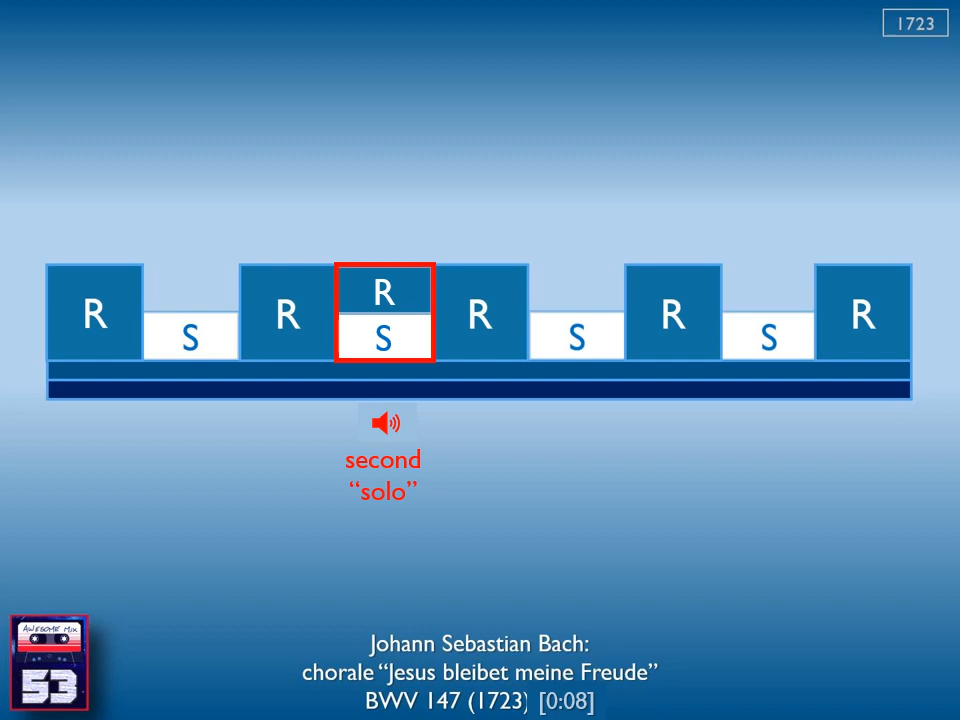 1723
R
S
R
R
S
R
S
R
S
R
second
“solo”
AWESOME MIX
53
Johann Sebastian Bach:
chorale “Jesus bleibet meine Freude”
BWV 147 (1723) [0:08]